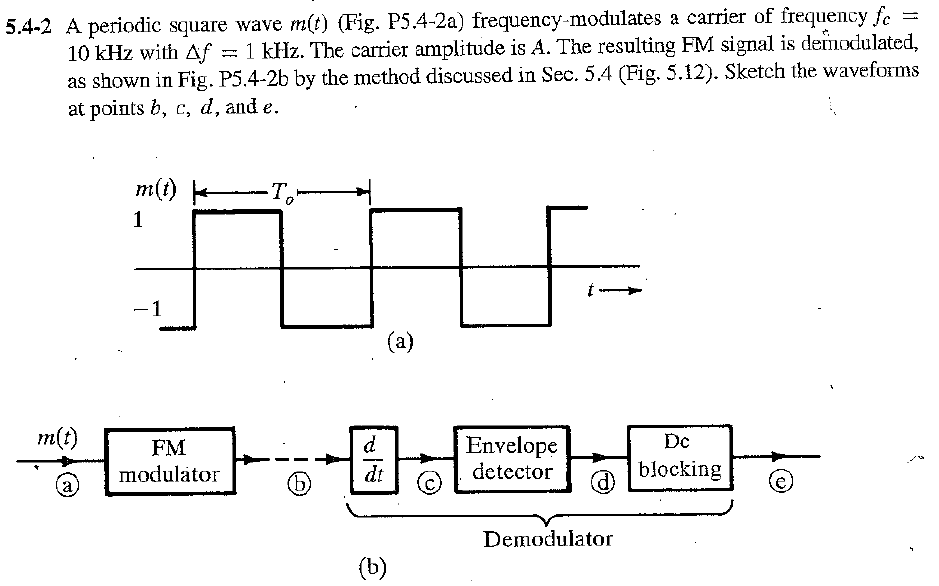 5.4-2 A periodic square wave m(t) (Fig. P5.4-2a) frequency-modulates a carrier of frequency fc =
10 kHz with Δf = 1 kHz. The carrier amplitude is A. The resulting FM signal is demodulated,
as shown in Fig. P5.4-2b by the method discussed in Sec. 5.4 (Fig. 5.12). Sketch the waveforms
at points b, c, d, and e.
m(t)
To
1
t
-1
(a)
m(t)
FM
modulator
d
dt
Envelope
detector
Dc
blocking
a
b
c
d
e
Demodulator
(b)